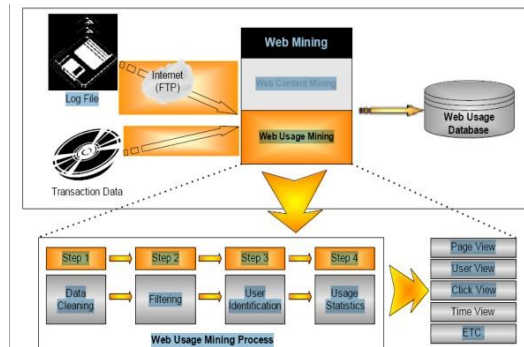 Web Mining
Internet
(FTP)
Log File
Web Content Mining
Web Usage Mining
Web Usage
Database
Transaction Data
Step 1
Step 2
Step 3
Step 4
Data
Cleaning
Filtering
User
Identification
Usage
Statistics
Web Usage Mining Process
Page View
User View
Click View
Time View
ETC